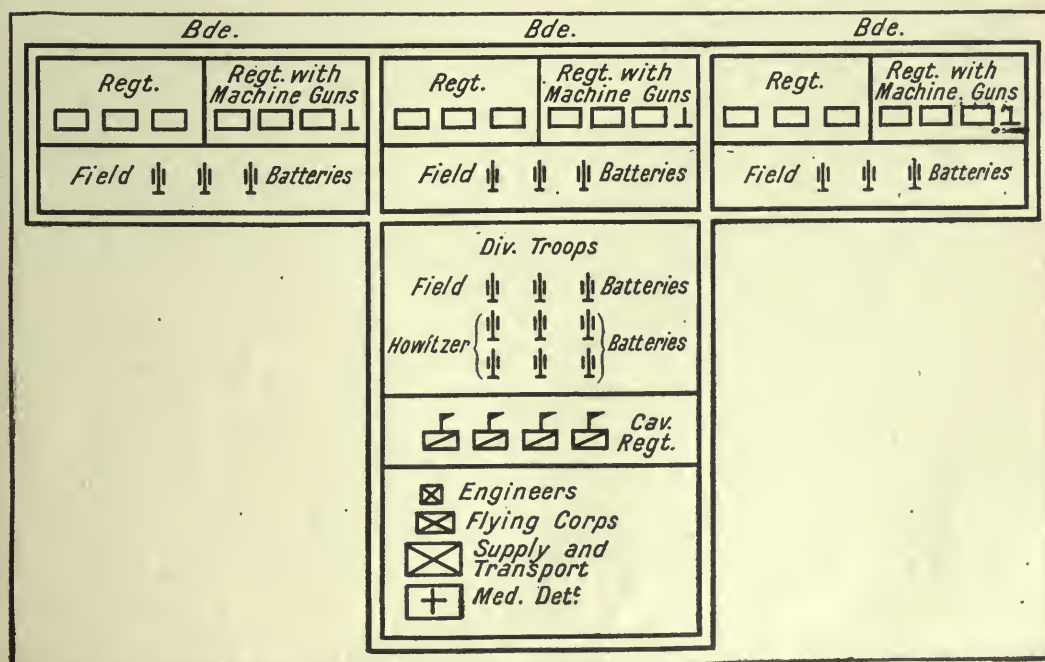 Bde.
Bde.
Bde.
Regt.
Regt. with
Machine Guns
Regt.
Regt. with
Machine Guns
Regt.
Regt. with
Machine Guns
Field Batteries
Field Batteries
Field Batteries
Div. Troops
Field Batteries
Howitzer Batteries
Cav.
Regt.
Engineers
Flying Corps
Supply and
Transport
Med. Det.t